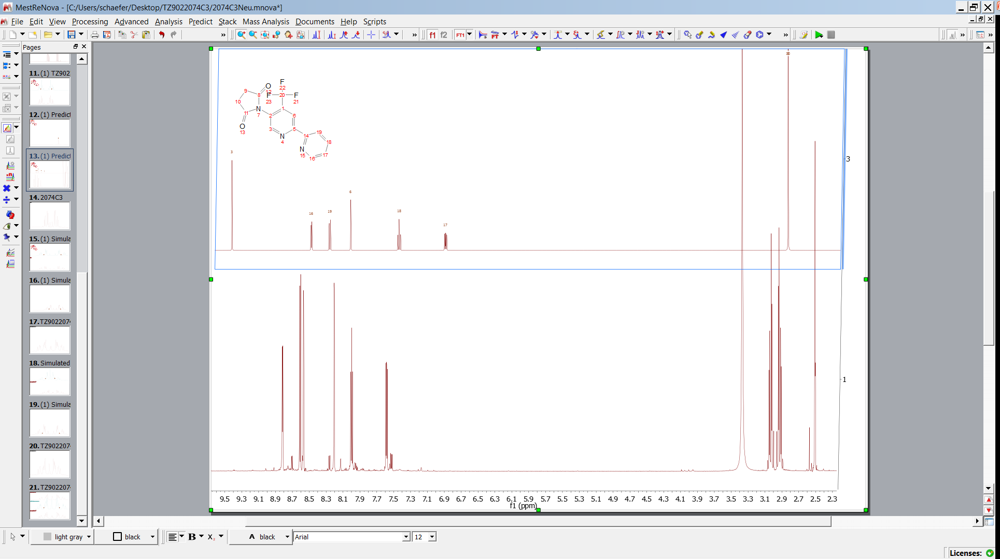 MestReNova - [C:/Users/schaefer/Desktop/TZ9022074C3/2074C3Neu.mnova*]
File Edit View Processing Advanced Analysis Predict Stack Mass Analysis Documents Help Scripts
f1 f2 FT1 FT
Pages
11. (1) TZ902
12. (1) Predict
13. (1) Predict
14. 2074C3
15. (1) Simula
16. (1) Simula
17. TZ902207
18. Simulated
19. (1) Simula
20. TZ902207
21. TZ902207
F
22
O
12
F
23
20
F
21
9
8
10
N
7
11
O
13
1
2
6
3
5
N
4
14
19
18
N
15
16
17
3
16
19
6
18
17
3
1
9.5 9.3 9.1 8.9 8.7 8.5 8.3 8.1 7.9 7.7 7.5 7.3 7.1 6.9 6.7 6.5 6.3 6.1 5.9 5.7 5.5 5.3 5.1 4.9 4.7 4.5 4.3 4.1 3.9 3.7 3.5 3.3 3.1 2.9 2.7 2.5 2.3
f1 (ppm)
light gray black B X₂ A black Arial 12
Licenses: